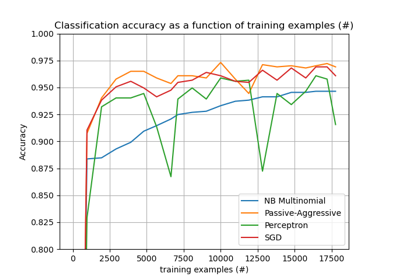 Classification accuracy as a function of training examples (#)
1.000
0.975
0.950
0.925
0.900
0.875
0.850
0.825
0.800
Accuracy
NB Multinomial
Passive-Aggressive
Perceptron
SGD
0 2500 5000 7500 10000 12500 15000 17500
training examples (#)